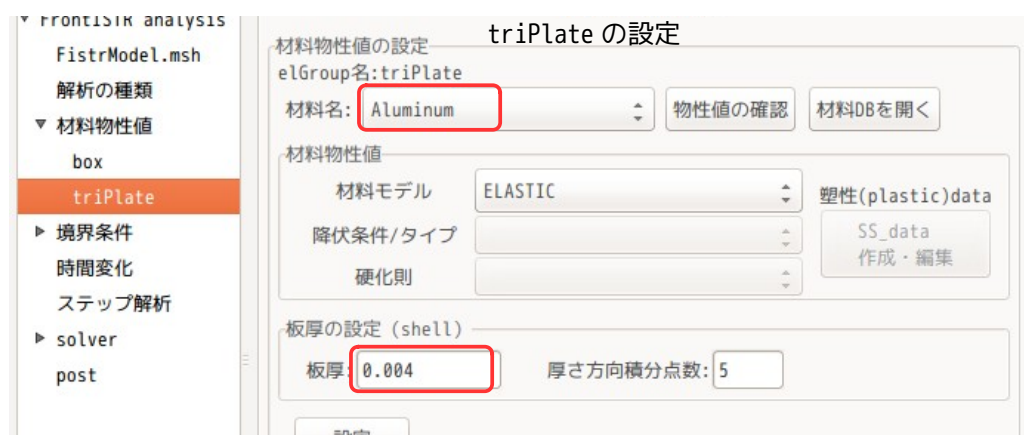 FrontISTR analysis
FistrModel.msh
解析の種類
▼ 材料物性値
box
triPlate
▶ 境界条件
時間変化
ステップ解析
▶ solver
post
triPlate の設定
材料物性値の設定
elGroup名:triPlate
材料名: Aluminum 物性値の確認 材料DBを開く
材料物性値
材料モデル ELASTIC 塑性(plastic)data
降伏条件/タイプ SS_data
作成・編集
硬化則
板厚の設定 (shell)
板厚: 0.004 厚さ方向積分点数: 5
設定